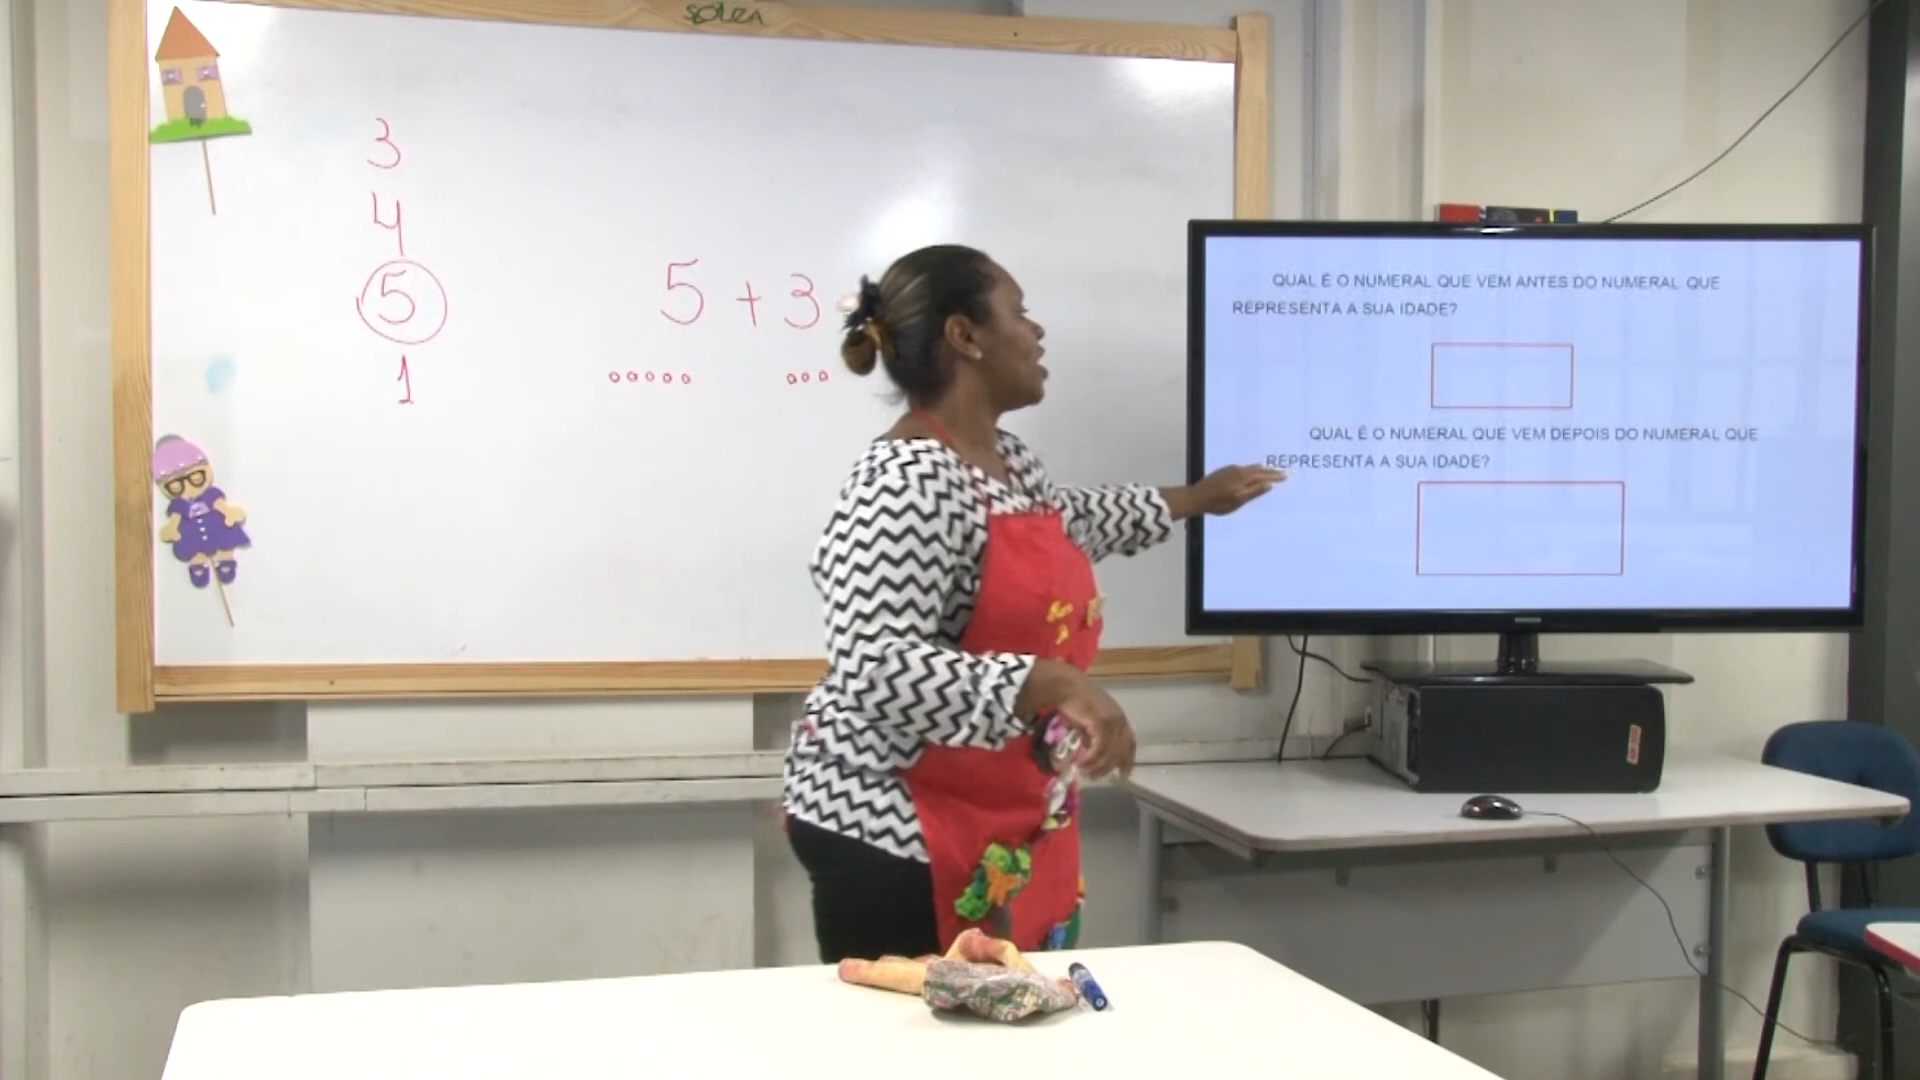 SOUZA
3
4
5
1
5 + 3
QUAL É O NUMERAL QUE VEM ANTES DO NUMERAL QUE
REPRESENTA A SUA IDADE?
QUAL É O NUMERAL QUE VEM DEPOIS DO NUMERAL QUE
REPRESENTA A SUA IDADE?